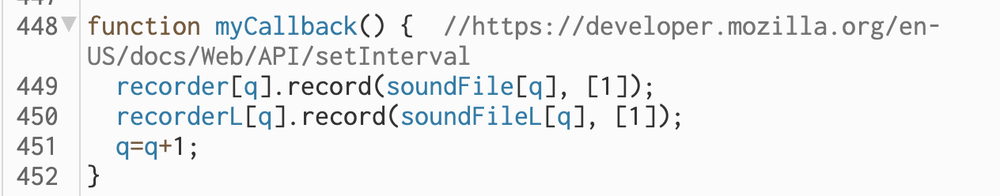 448 function myCallback() {  //https://developer.mozilla.org/en-
US/docs/Web/API/setInterval
449   recorder[q].record(soundFile[q], [1]);
450   recorderL[q].record(soundFileL[q], [1]);
451   q=q+1;
452 }